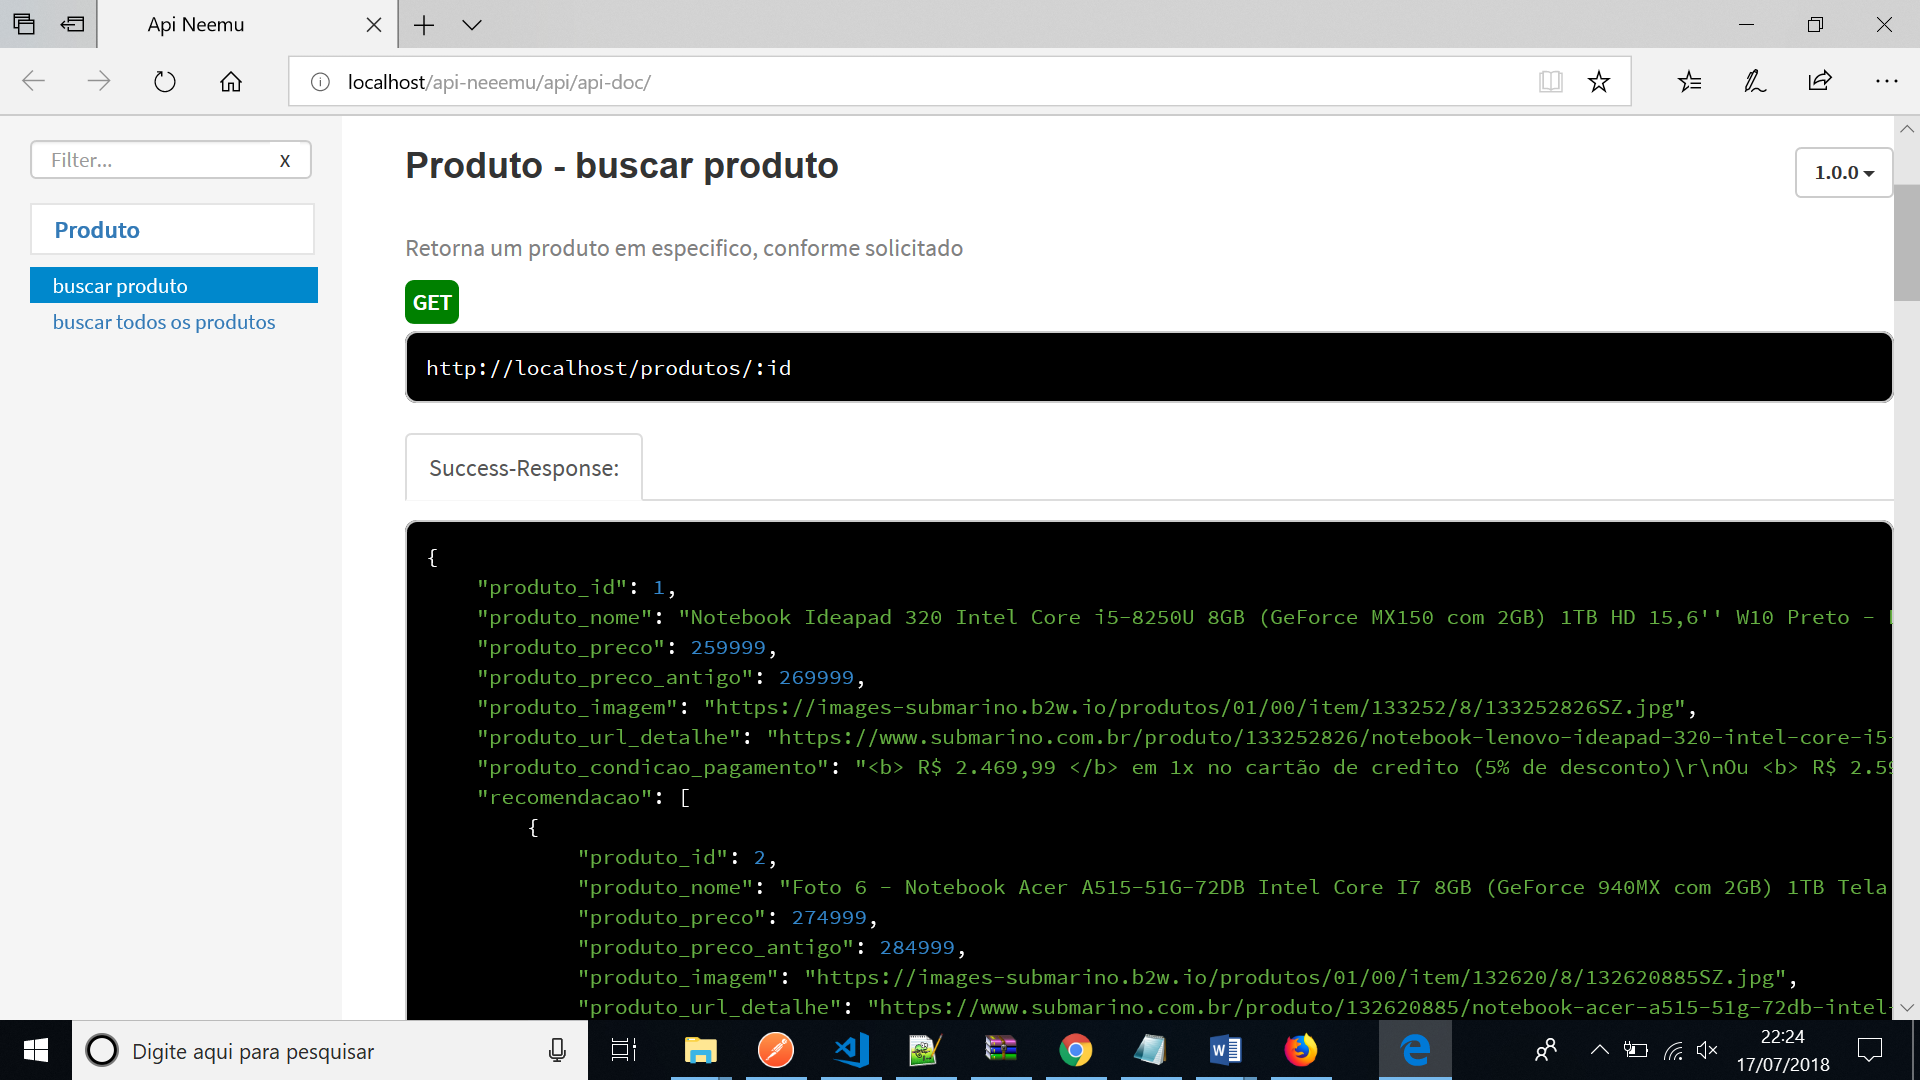 Api Neemu
localhost/api-neeemu/api/api-doc/
Filter...
x
Produto
buscar produto
buscar todos os produtos
Produto - buscar produto
1.0.0
Retorna um produto em especifico, conforme solicitado
GET
http://localhost/produtos/:id
Success-Response:
{
"produto_id": 1,
"produto_nome": "Notebook Ideapad 320 Intel Core i5-8250U 8GB (GeForce MX150 com 2GB) 1TB HD 15,6'' W10 Preto -
"produto_preco": 259999,
"produto_preco_antigo": 269999,
"produto_imagem": "https://images-submarino.b2w.io/produtos/01/00/item/133252/8/133252826SZ.jpg",
"produto_url_detalhe": "https://www.submarino.com.br/produto/133252826/notebook-lenovo-ideapad-320-intel-core-i5-
"produto_condicao_pagamento": "<b> R$ 2.469,99 </b> em 1x no cartão de credito (5% de desconto)\r\nOu <b> R$ 2.59
"recomendacao": [
{
"produto_id": 2,
"produto_nome": "Foto 6 - Notebook Acer A515-51G-72DB Intel Core I7 8GB (GeForce 940MX com 2GB) 1TB Tela
"produto_preco": 274999,
"produto_preco_antigo": 284999,
"produto_imagem": "https://images-submarino.b2w.io/produtos/01/00/item/132620/8/132620885SZ.jpg",
"produto_url_detalhe": "https://www.submarino.com.br/produto/132620885/notebook-acer-a515-51g-72db-intel-
Digite aqui para pesquisar
22:24
17/07/2018